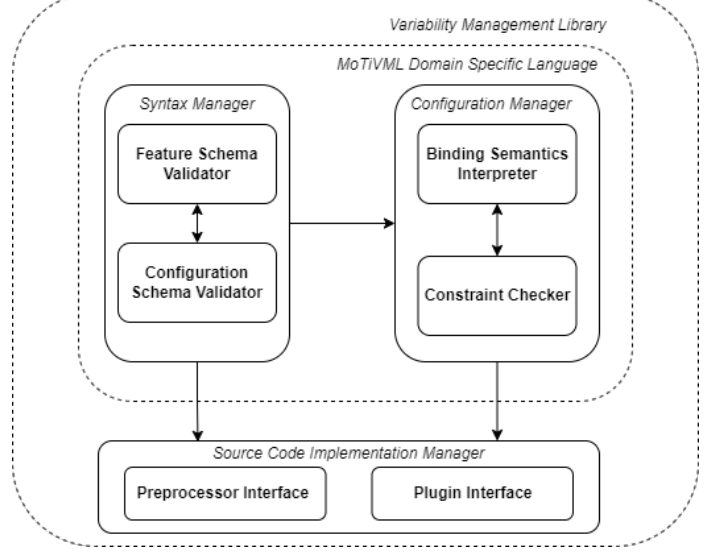 Variability Management Library
MoTiVML Domain Specific Language
Syntax Manager
Feature Schema
Validator
Configuration
Schema Validator
Configuration Manager
Binding Semantics
Interpreter
Constraint Checker
Source Code Implementation Manager
Preprocessor Interface
Plugin Interface